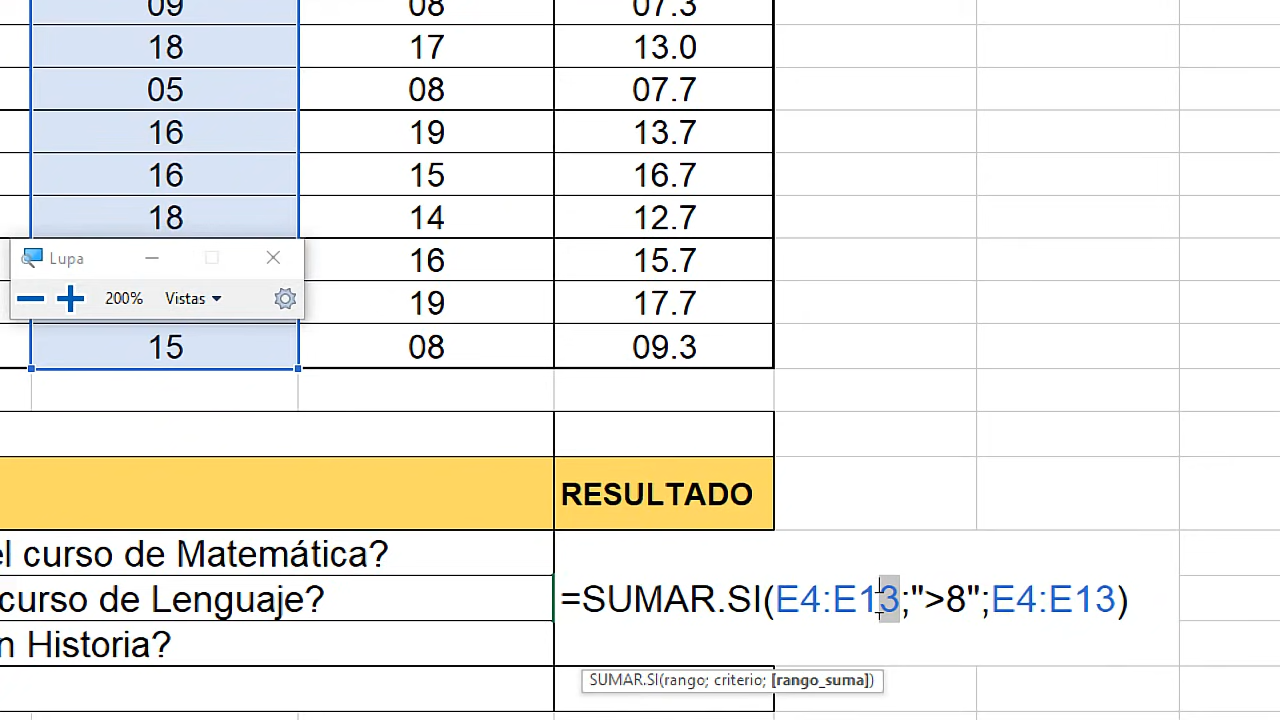 09 08 07.3
18 17 13.0
05 08 07.7
16 19 13.7
16 15 16.7
18 14 12.7
Lupa
16 15.7
200% Vistas
19 17.7
15 08 09.3
RESULTADO
el curso de Matemática?
curso de Lenguaje?
=SUMAR.SI(E4:E13;">8";E4:E13)
n Historia?
SUMAR.SI(rango; criterio; [rango_suma])